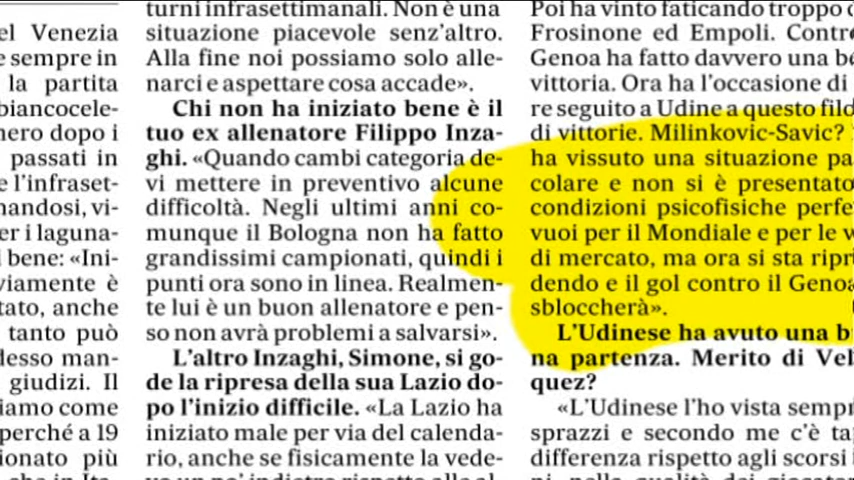 el Venezia
sempre in
la partita
biancocele-
nero dopo i
passati in
l'infraset-
nandosi, vi-
er i laguna-
bene: «Ini-
viamente è
tato, anche
tanto può
desso man-
giudizi. Il
iamo come
perché a 19
ionato più
turni infrasettimanali. Non è una
situazione piacevole senz'altro.
Alla fine noi possiamo solo alle-
narci e aspettare cosa accade».
Chi non ha iniziato bene è il
tuo ex allenatore Filippo Inza-
ghi. «Quando cambi categoria de-
vi mettere in preventivo alcune
difficoltà. Negli ultimi anni co-
munque il Bologna non ha fatto
grandissimi campionati, quindi i
punti ora sono in linea. Realmen-
te lui è un buon allenatore e pen-
so non avrà problemi a salvarsi».
L'altro Inzaghi, Simone, si go-
de la ripresa della sua Lazio do-
po l'inizio difficile. «La Lazio ha
iniziato male per via del calenda-
rio, anche se fisicamente la vede-
Poi ha vinto faticando troppo
Frosinone ed Empoli. Contr
Genoa ha fatto davvero una b
vittoria. Ora ha l'occasione di
re seguito a Udine a questo filo
di vittorie. Milinkovic-Savic?
ha vissuto una situazione pa
colare e non si è presentato
condizioni psicofisiche perfe
vuoi per il Mondiale e per le v
di mercato, ma ora si sta ripr
dendo e il gol contro il Geno
sbloccherà».
L'Udinese ha avuto una b
na partenza. Merito di Vel
quez?
«L'Udinese l'ho vista sempr
sprazzi e secondo me c'è ta
differenza rispetto agli scorsi